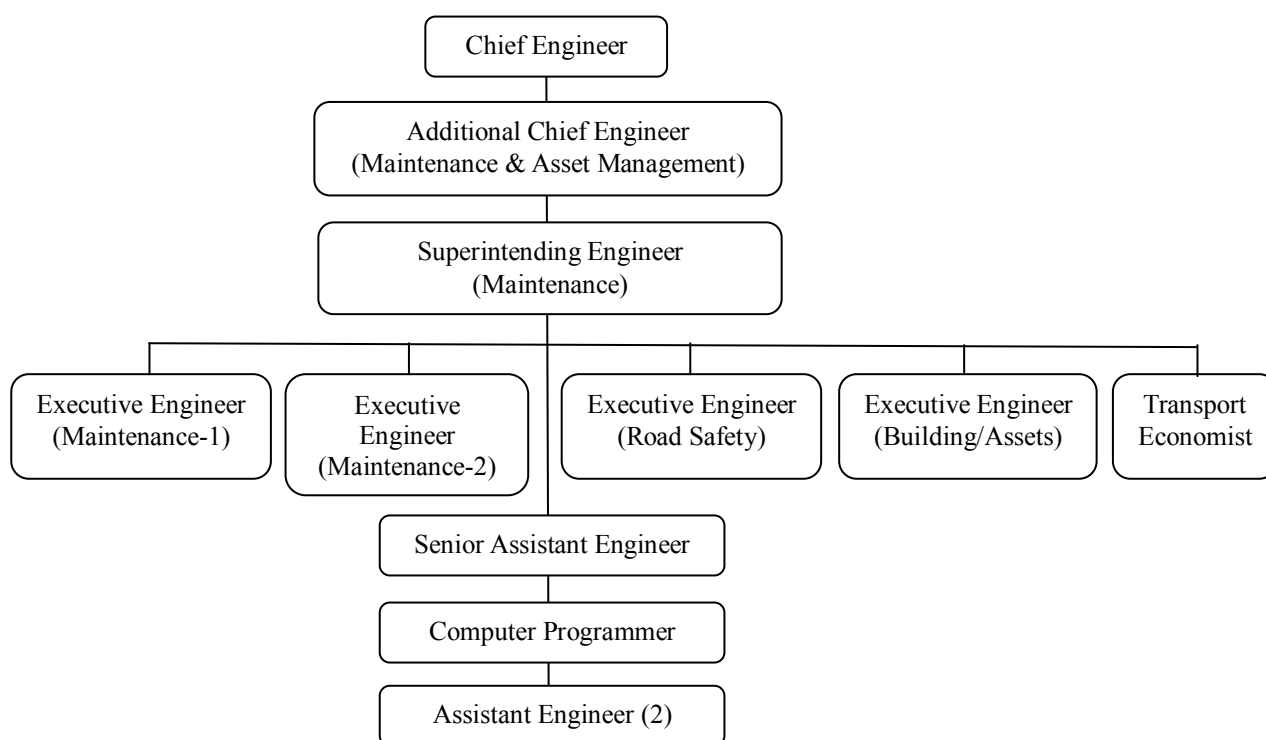 Chief Engineer
Additional Chief Engineer
(Maintenance & Asset Management)
Superintending Engineer
(Maintenance)
Executive Engineer
(Maintenance-1)
Executive
Engineer
(Maintenance-2)
Executive Engineer
(Road Safety)
Executive Engineer
(Building/Assets)
Transport
Economist
Senior Assistant Engineer
Computer Programmer
Assistant Engineer (2)